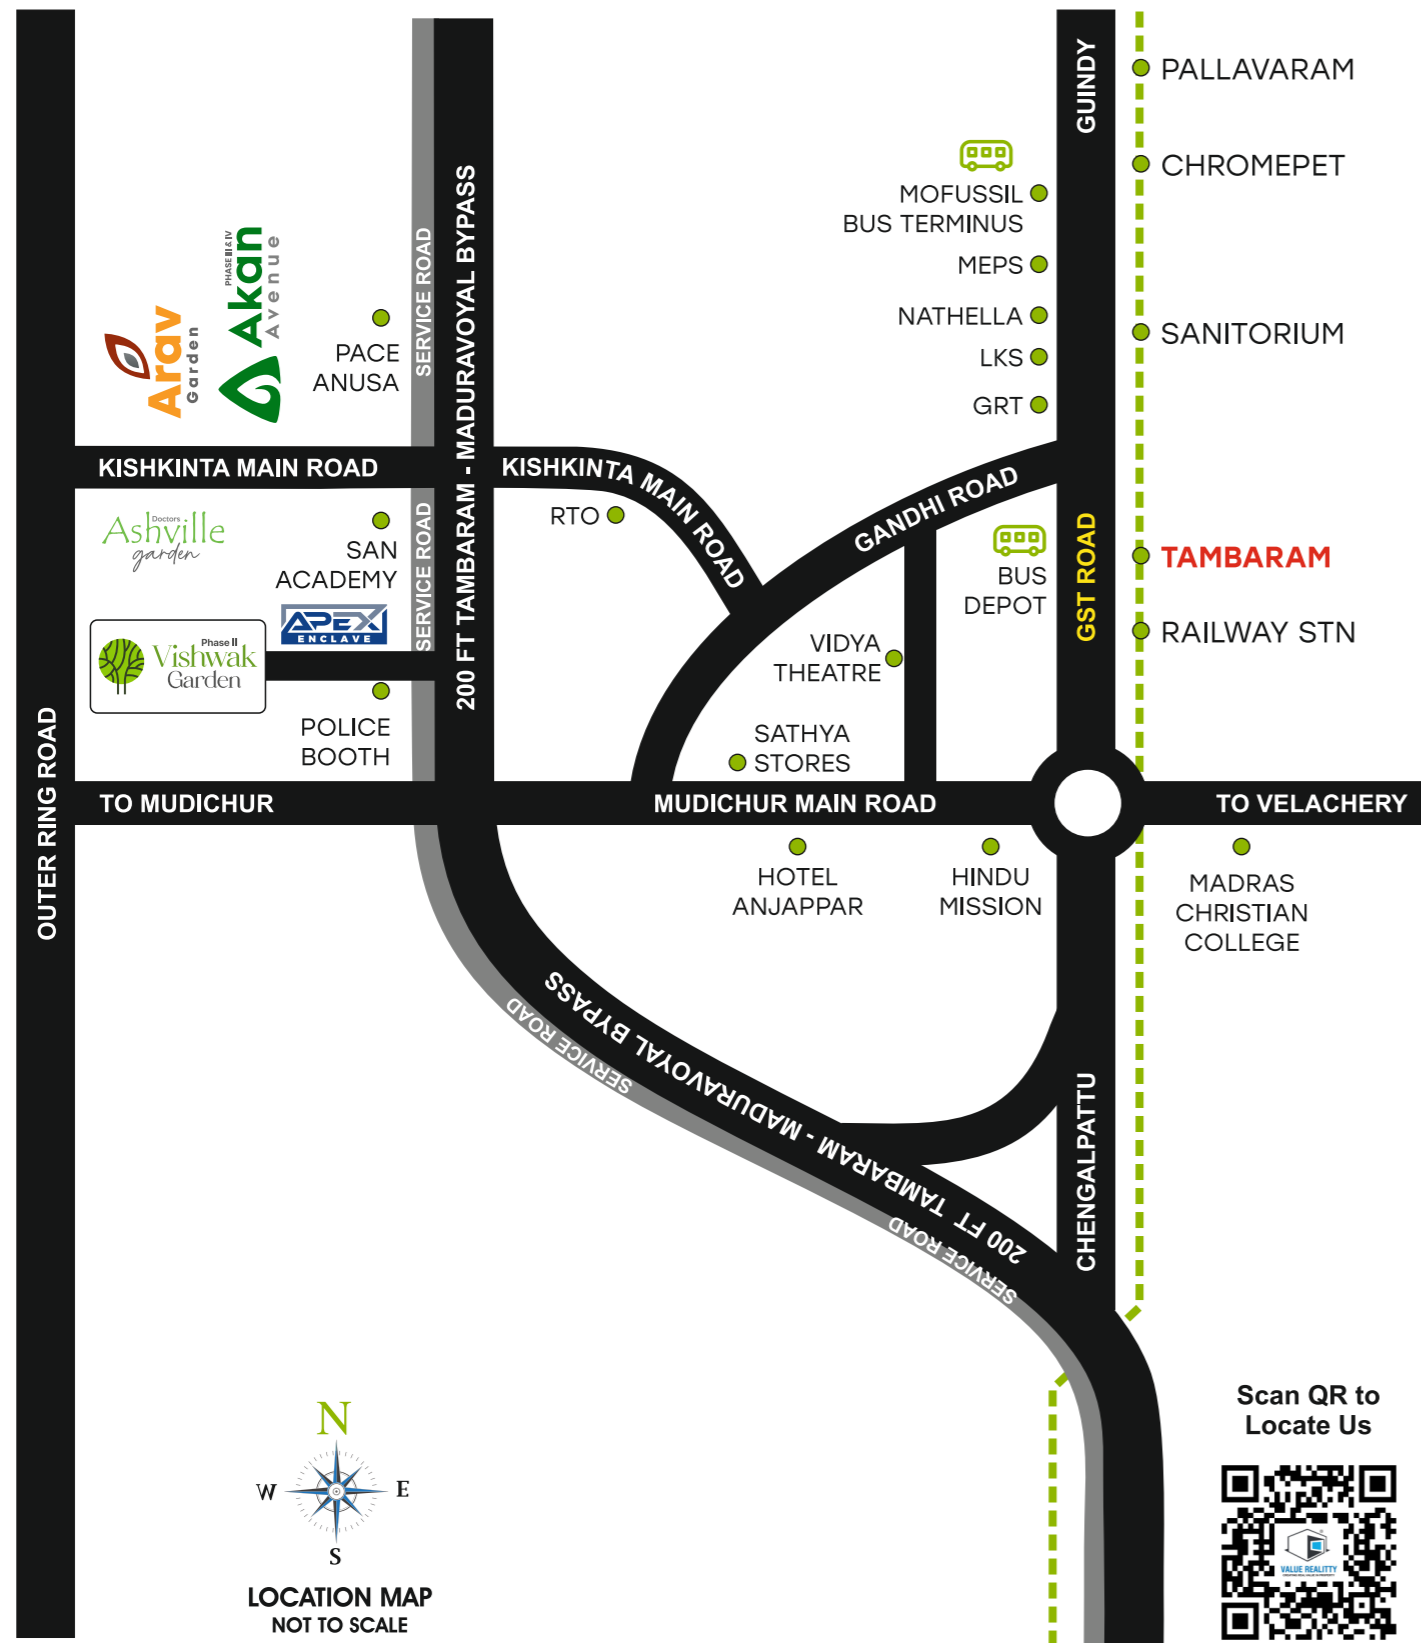 GUINDY
PALLAVARAM
CHROMEPET
MOFUSSIL
BUS TERMINUS
MEPS
NATHELLA
LKS
GRT
SANITORIUM
SERVICE ROAD
200 FT TAMBARAM - MADURAVOYAL BYPASS
Arav
Garden
PHASE III & IV
Akan
Avenue
PACE
ANUSA
KISHKINTA MAIN ROAD
KISHKINTA MAIN ROAD
GANDHI ROAD
RTO
Doctors
Ashville
garden
SAN
ACADEMY
SERVICE ROAD
APEX
ENCLAVE
Phase II
Vishwak
Garden
POLICE
BOOTH
BUS
DEPOT
GST ROAD
TAMBARAM
RAILWAY STN
VIDYA
THEATRE
SATHYA
STORES
OUTER RING ROAD
TO MUDICHUR
MUDICHUR MAIN ROAD
TO VELACHERY
HOTEL
ANJAPPAR
HINDU
MISSION
MADRAS
CHRISTIAN
COLLEGE
200 FT TAMBARAM - MADURAVOYAL BYPASS
SERVICE ROAD
SERVICE ROAD
CHENGALPATTU
N
W
E
S
LOCATION MAP
NOT TO SCALE
Scan QR to
Locate Us
VALUE REALITTY